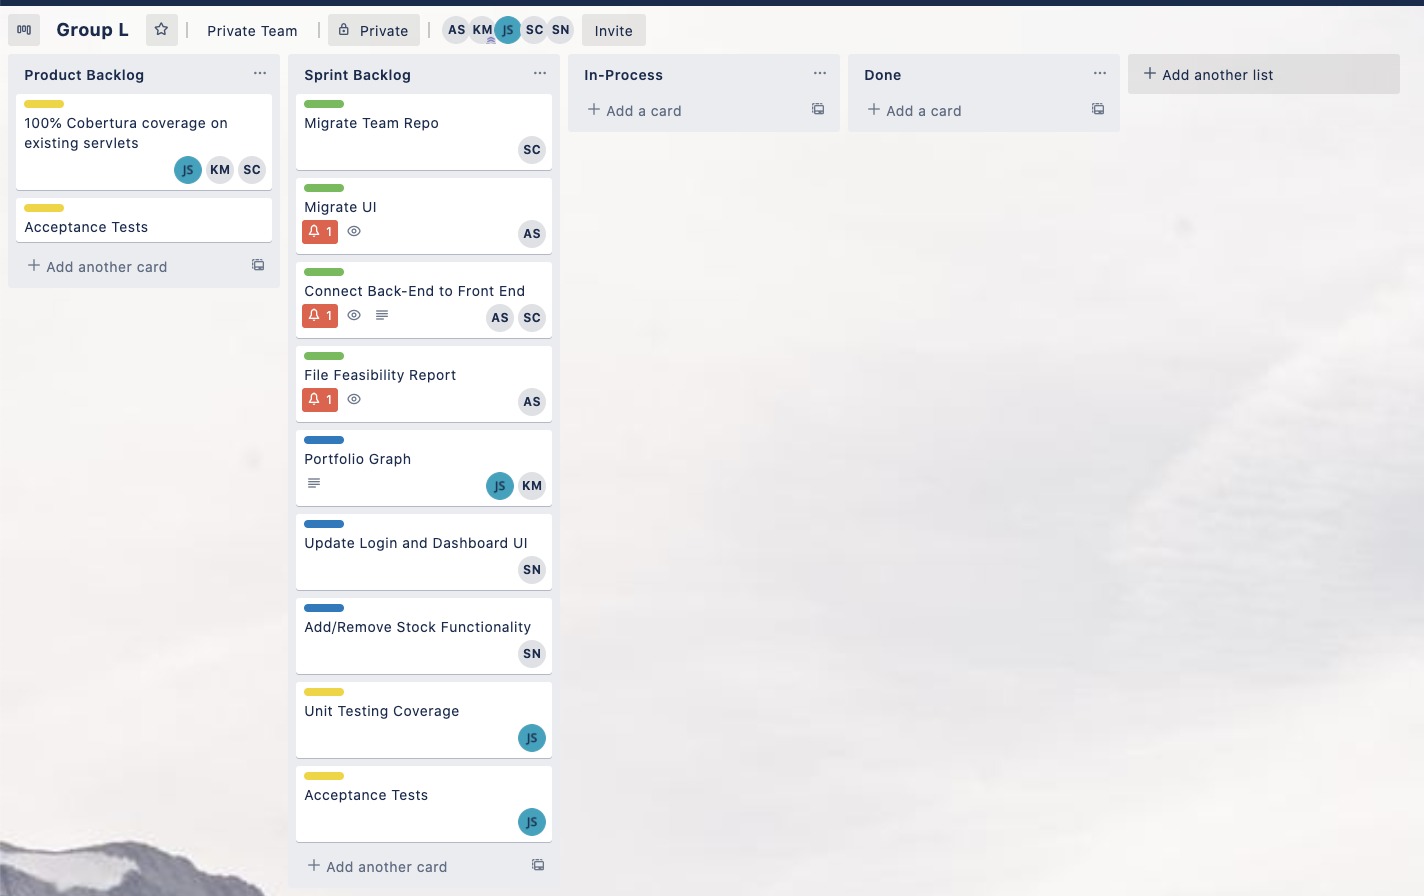 Group L
Private Team
Private
AS
KM
JS
SC
SN
Invite
Product Backlog
100% Cobertura coverage on
existing servlets
JS
KM
SC
Acceptance Tests
Add another card
Sprint Backlog
Migrate Team Repo
SC
Migrate UI
1
AS
Connect Back-End to Front End
1
AS
SC
File Feasibility Report
1
AS
Portfolio Graph
JS
KM
Update Login and Dashboard UI
SN
Add/Remove Stock Functionality
SN
Unit Testing Coverage
JS
Acceptance Tests
JS
Add another card
In-Process
Add a card
Done
Add a card
Add another list